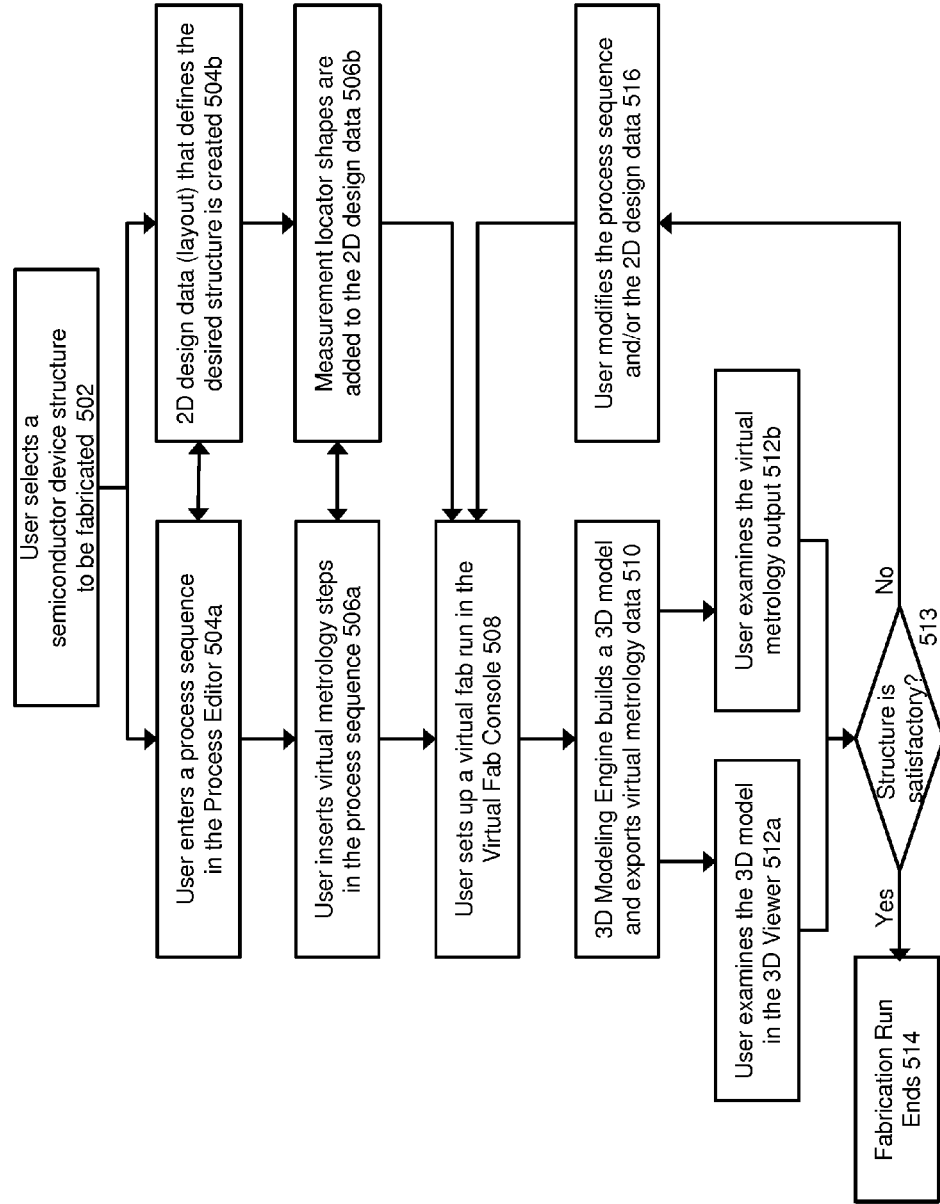 User selects a
semiconductor device structure
to be fabricated 502
User enters a process sequence
in the Process Editor 504a
2D design data (layout) that defines the
desired structure is created 504b
User inserts virtual metrology steps
in the process sequence 506a
Measurement locator shapes are
added to the 2D design data 506b
User sets up a virtual fab run in the
Virtual Fab Console 508
3D Modeling Engine builds a 3D model
and exports virtual metrology data 510
User modifies the process sequence
and/or the 2D design data 516
User examines the 3D model
in the 3D Viewer 512a
User examines the virtual
metrology output 512b
Structure is
satisfactory?
513
Yes
No
Fabrication Run
Ends 514